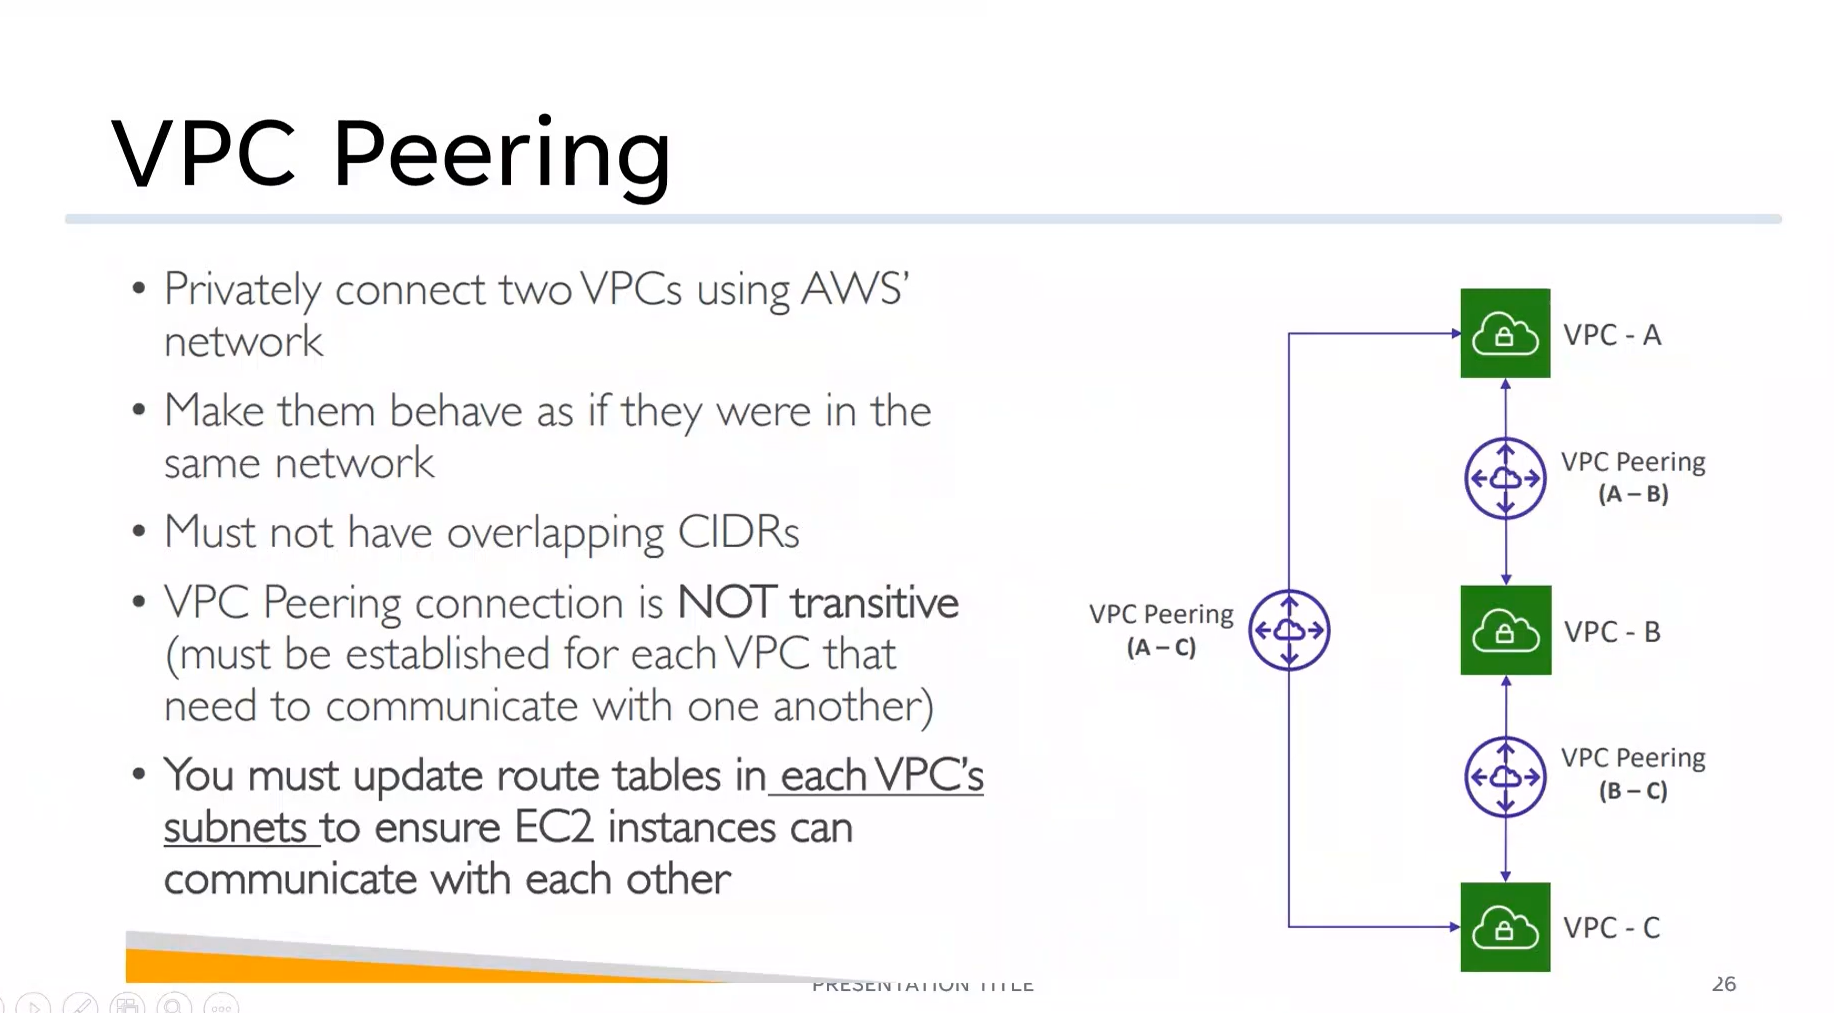 VPC Peering
• Privately connect two VPCs using AWS’
network
• Make them behave as if they were in the
same network
• Must not have overlapping CIDRs
• VPC Peering connection is NOT transitive
(must be established for each VPC that
need to communicate with one another)
• You must update route tables in each VPC’s
subnets to ensure EC2 instances can
communicate with each other
VPC - A
VPC Peering
(A – B)
VPC Peering
(A – C)
VPC - B
VPC Peering
(B – C)
VPC - C
PRESENTATION TITLE
26